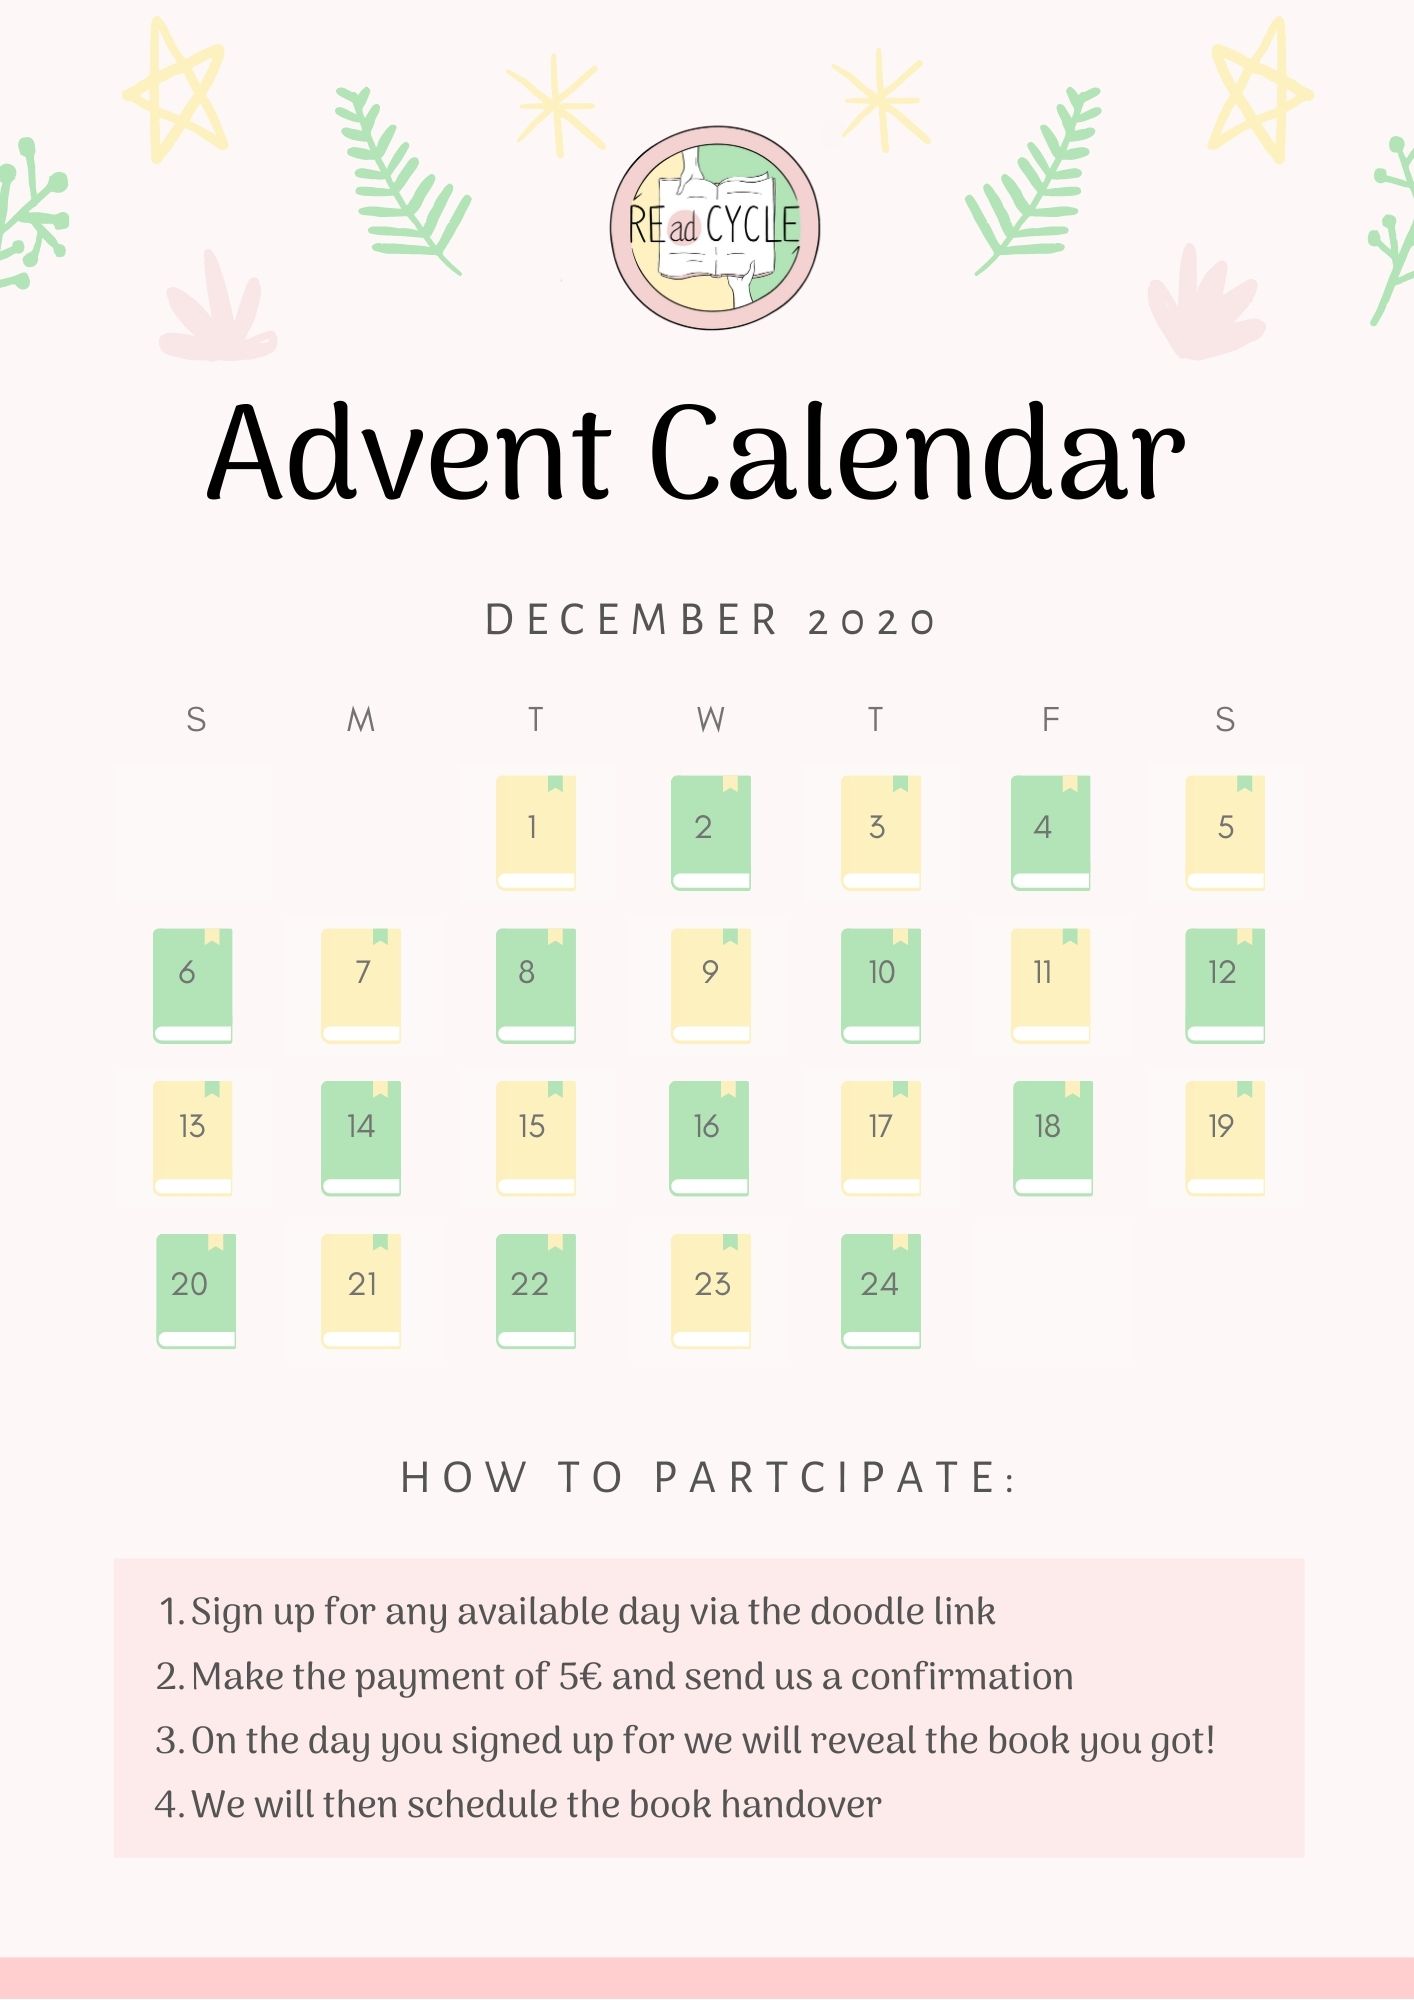 REad CYCLE
Advent Calendar
DECEMBER 2020
S M T W T F S
1 2 3 4 5
6 7 8 9 10 11 12
13 14 15 16 17 18 19
20 21 22 23 24
HOW TO PARTCIPATE:
1. Sign up for any available day via the doodle link
2. Make the payment of 5€ and send us a confirmation
3. On the day you signed up for we will reveal the book you got!
4. We will then schedule the book handover